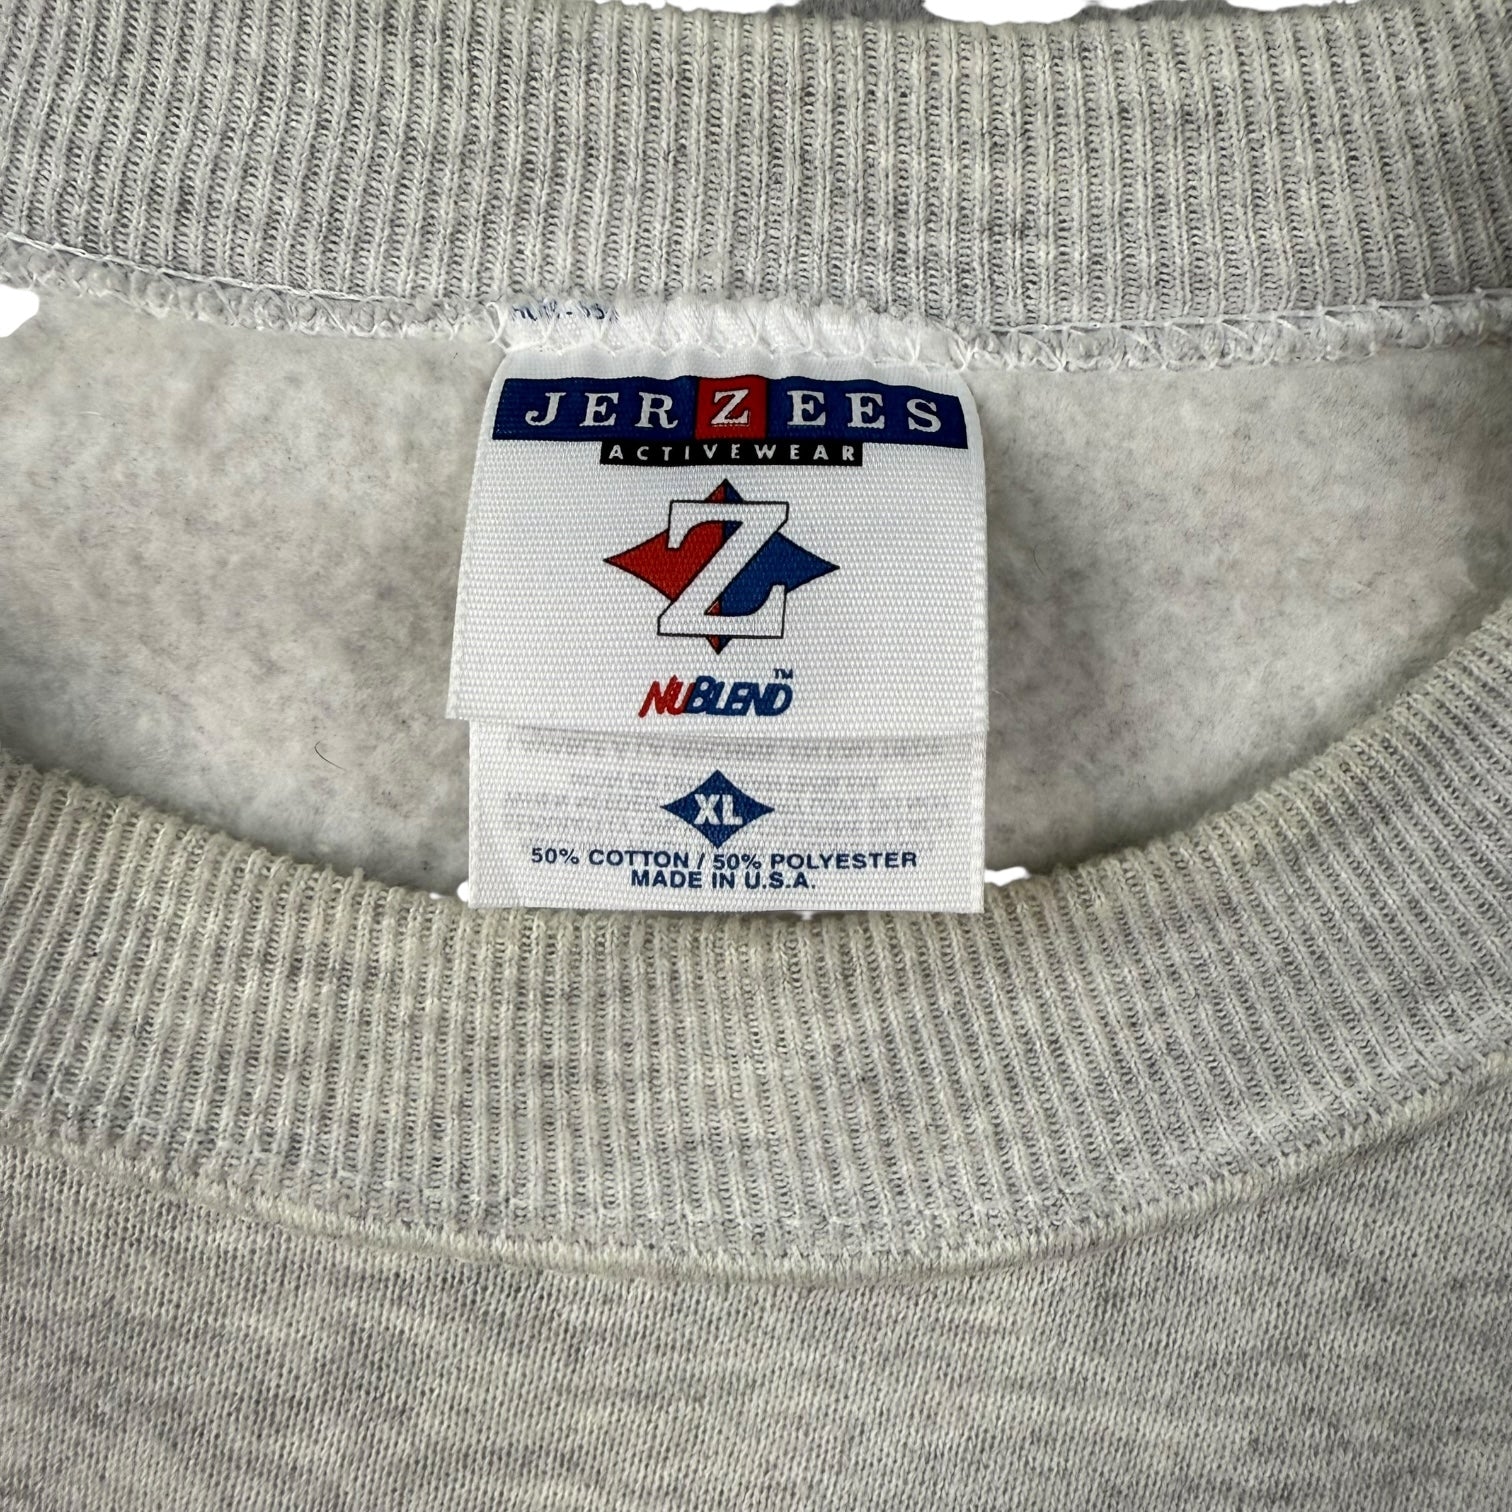 JERZEES
ACTIVEWEAR
Z
NUBLEND™
XL
50% COTTON / 50% POLYESTER
MADE IN U.S.A.